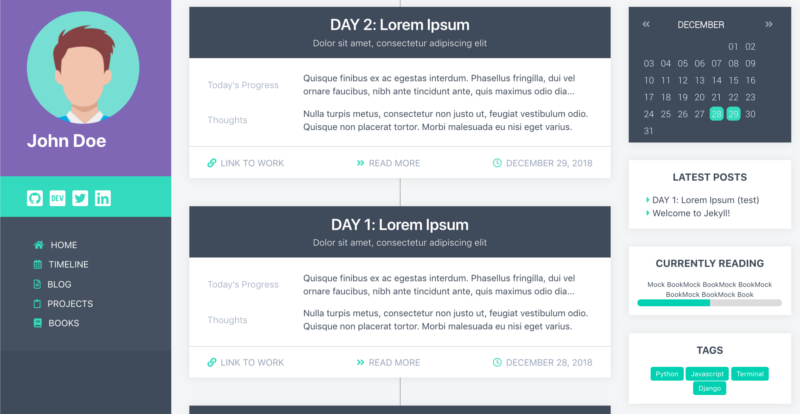 John Doe
DEV
HOME
TIMELINE
BLOG
PROJECTS
BOOKS
DAY 2: Lorem Ipsum
Dolor sit amet, consectetur adipiscing elit
Today's Progress
Quisque finibus ex ac egestas interdum. Phasellus fringilla, dui vel
ornare faucibus, nibh ante tincidunt ante, quis maximus odio dia...
Thoughts
Nulla turpis metus, consectetur non justo ut, feugiat vestibulum odio.
Quisque non placerat tortor. Morbi malesuada eu nisi eget varius.
LINK TO WORK
READ MORE
DECEMBER 29, 2018
DAY 1: Lorem Ipsum
Dolor sit amet, consectetur adipiscing elit
Today's Progress
Quisque finibus ex ac egestas interdum. Phasellus fringilla, dui vel
ornare faucibus, nibh ante tincidunt ante, quis maximus odio dia...
Thoughts
Nulla turpis metus, consectetur non justo ut, feugiat vestibulum odio.
Quisque non placerat tortor. Morbi malesuada eu nisi eget varius.
LINK TO WORK
READ MORE
DECEMBER 28, 2018
DECEMBER
01 02
03 04 05 06 07 08 09
10 11 12 13 14 15 16
17 18 19 20 21 22 23
24 25 26 27 28 29 30
31
LATEST POSTS
DAY 1: Lorem Ipsum (test)
Welcome to Jekyll!
CURRENTLY READING
Mock BookMock BookMock BookMock
BookMock BookMock Book
TAGS
Python Javascript Terminal
Django